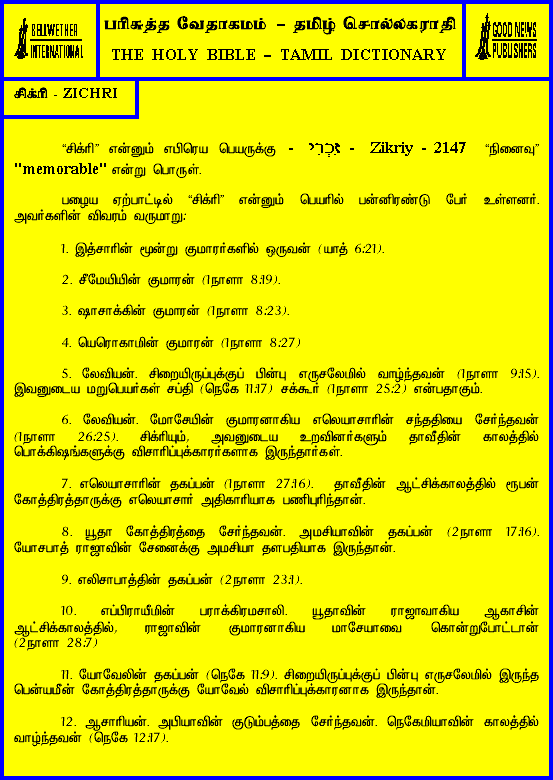 BELLWETHER
INTERNATIONAL
பரிசுத்த வேதாகமம் – தமிழ் சொல்லகராதி
THE HOLY BIBLE – TAMIL DICTIONARY
GOOD NEWS
PUBLISHERS
சிக்ரி - ZICHRI
“சிக்ரி” என்னும் எபிரெய பெயருக்கு - זִכְרִי - Zikriy - 2147 “நினைவு”
"memorable" என்று பொருள்.
பழைய ஏற்பாட்டில் “சிக்ரி” என்னும் பெயரில் பன்னிரண்டு பேர் உள்ளனர்.
அவர்களின் விவரம் வருமாறு:
1. இத்சாரின் மூன்று குமாரர்களில் ஒருவன் (யாத் 6:21).
2. சீமேயியின் குமாரன் (1நாளா 8:19).
3. ஷாசாக்கின் குமாரன் (1நாளா 8:23).
4. யெரொகாமின் குமாரன் (1நாளா 8:27)
5. லேவியன். சிறையிருப்புக்குப் பின்பு எருசலேமில் வாழ்ந்தவன் (1நாளா 9:15).
இவனுடைய மறுபெயர்கள் சப்தி (நெகே 11:17) சக்கூர் (1நாளா 25:2) என்பதாகும்.
6. லேவியன். மோசேயின் குமாரனாகிய எலெயாசாரின் சந்ததியை சேர்ந்தவன்
(1நாளா 26:25). சிக்ரியும், அவனுடைய உறவினர்களும் தாவீதின் காலத்தில்
பொக்கிஷங்களுக்கு விசாரிப்புக்காரர்களாக இருந்தார்கள்.
7. எலெயாசாரின் தகப்பன் (1நாளா 27:16). தாவீதின் ஆட்சிக்காலத்தில் ரூபன்
கோத்திரத்தாருக்கு எலெயாசார் அதிகாரியாக பணிபுரிந்தான்.
8. யூதா கோத்திரத்தை சேர்ந்தவன். அமசியாவின் தகப்பன் (2நாளா 17:16).
யோசபாத் ராஜாவின் சேனைக்கு அமசியா தளபதியாக இருந்தான்.
9. எலிசாபாத்தின் தகப்பன் (2நாளா 23:1).
10. எப்பிராயீமின் பராக்கிரமசாலி. யூதாவின் ராஜாவாகிய ஆகாசின்
ஆட்சிக்காலத்தில், ராஜாவின் குமாரனாகிய மாசேயாவை கொன்றுபோட்டான்
(2நாளா 28:7)
11. யோவேலின் தகப்பன் (நெகே 11:9). சிறையிருப்புக்குப் பின்பு எருசலேமில் இருந்த
பென்யமீன் கோத்திரத்தாருக்கு யோவேல் விசாரிப்புக்காரனாக இருந்தான்.
12. ஆசாரியன். அபியாவின் குடும்பத்தை சேர்ந்தவன். நெகேமியாவின் காலத்தில்
வாழ்ந்தவன் (நெகே 12:17).